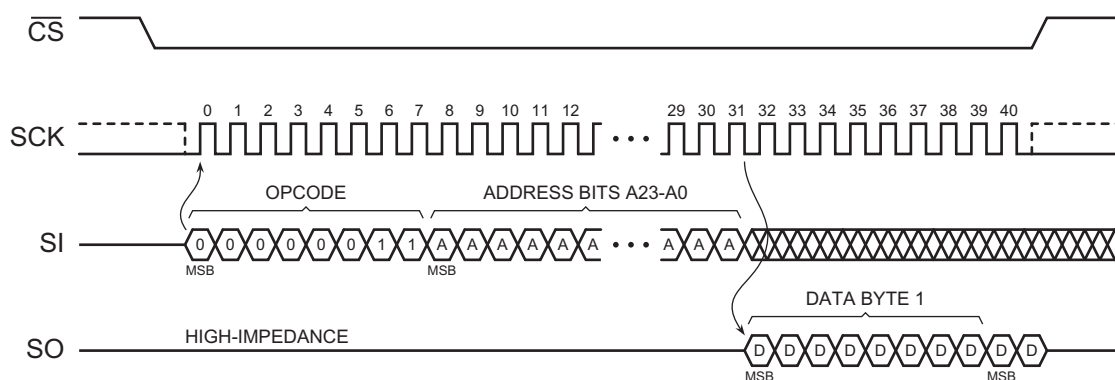 CS
0 1 2 3 4 5 6 7 8 9 10 11 12 29 30 31 32 33 34 35 36 37 38 39 40
SCK
OPCODE ADDRESS BITS A23-A0
SI 0 0 0 0 0 0 1 1 A A A A A A A A A
MSB MSB
DATA BYTE 1
HIGH-IMPEDANCE
SO D D D D D D D D D D
MSB MSB